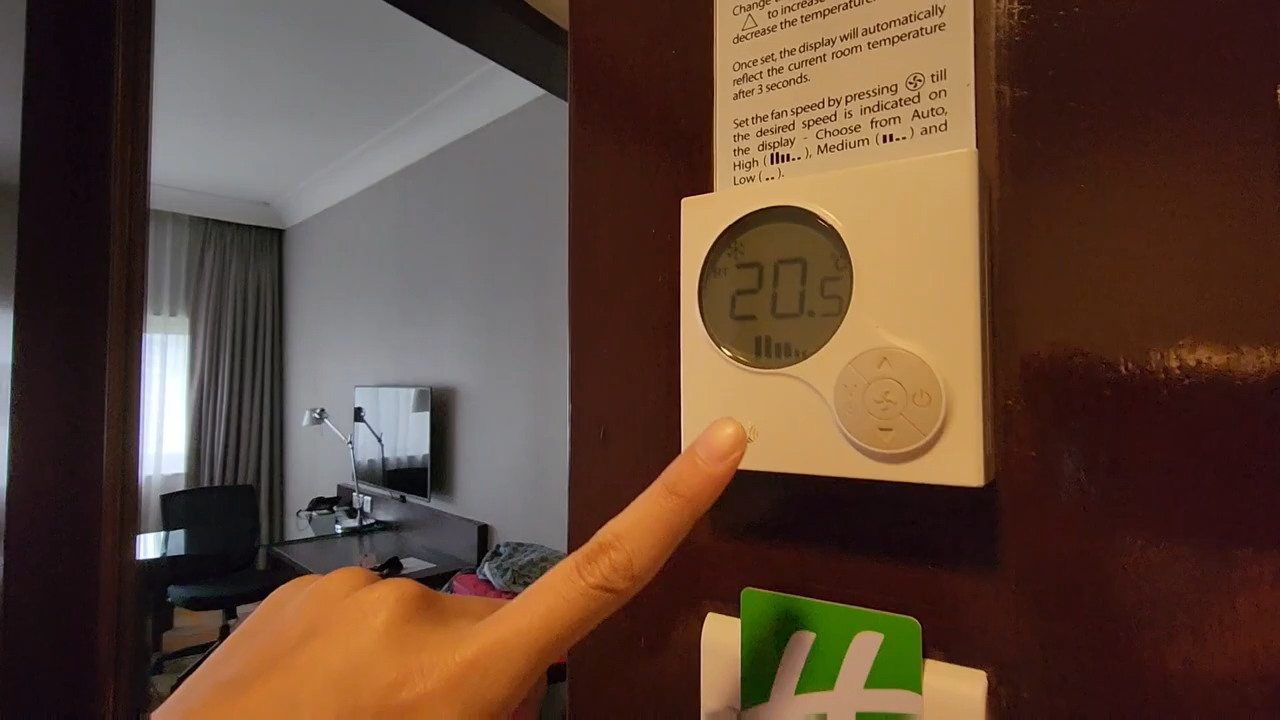 Change
△ to increase
decrease the temperature.
Once set, the display will automatically
reflect the current room temperature
after 3 seconds.
Set the fan speed by pressing till
the desired speed is indicated on
the display - Choose from Auto,
High ( ), Medium ( ) and
Low ( ).
RT
20.5